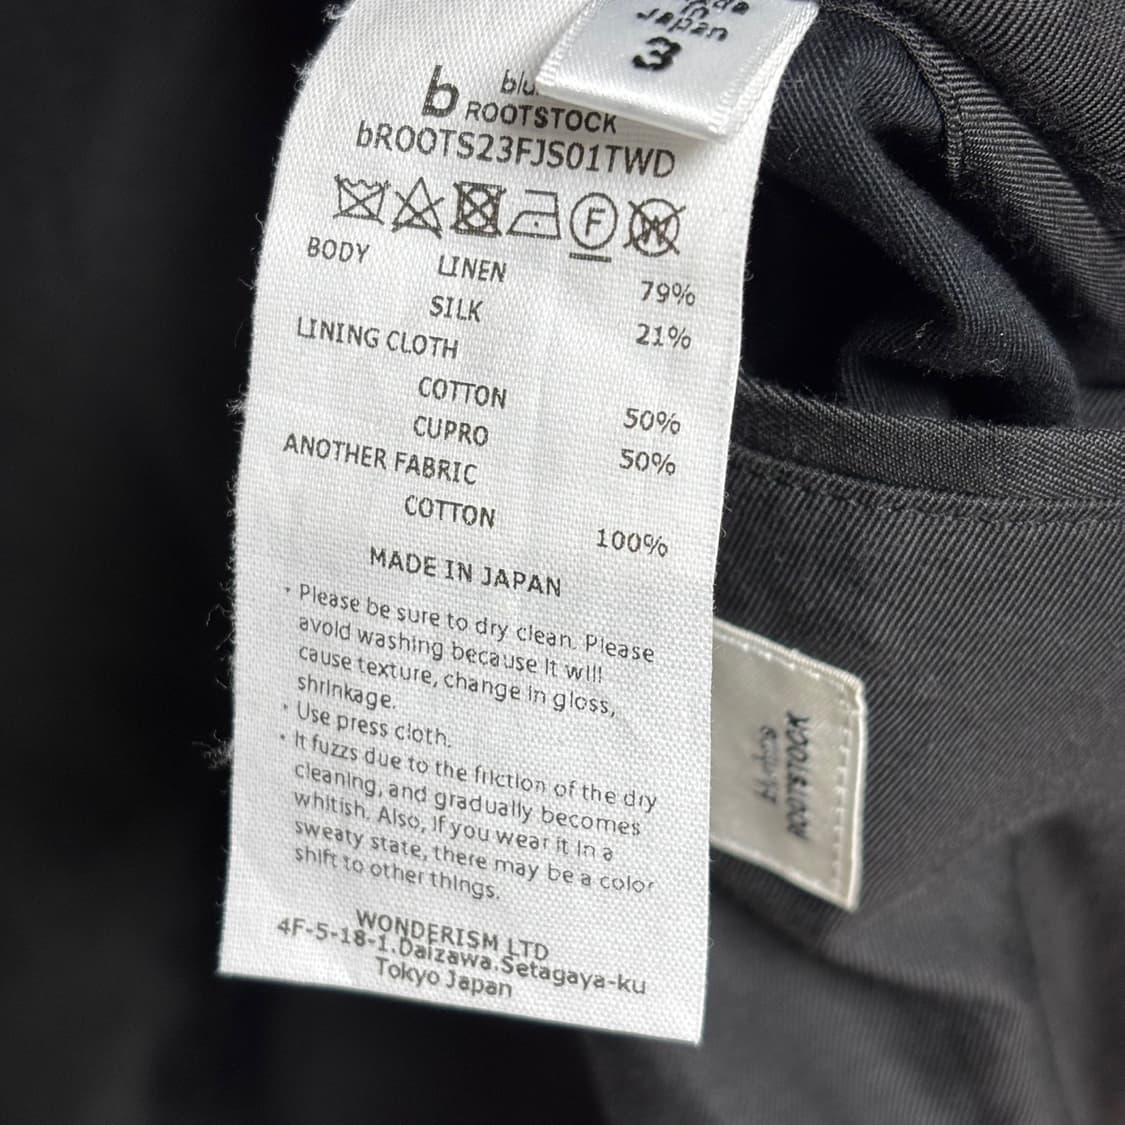 in
Japan
3
b
blu
ROOTSTOCK
bROOTS23FJS01TWD
F
W
BODY
LINEN 79%
SILK 21%
LINING CLOTH
COTTON 50%
CUPRO 50%
ANOTHER FABRIC
COTTON 100%
MADE IN JAPAN
・Please be sure to dry clean. Please
avoid washing because it will
cause texture, change in gloss,
shrinkage.
・Use press cloth.
・It fuzzs due to the friction of the dry
cleaning, and gradually becomes
whitish. Also, if you wear it in a
sweaty state, there may be a color
shift to other things.
WONDERISM LTD
4F-5-18-1.Daizawa.Setagaya-ku
Tokyo Japan
ROOTSTOCK